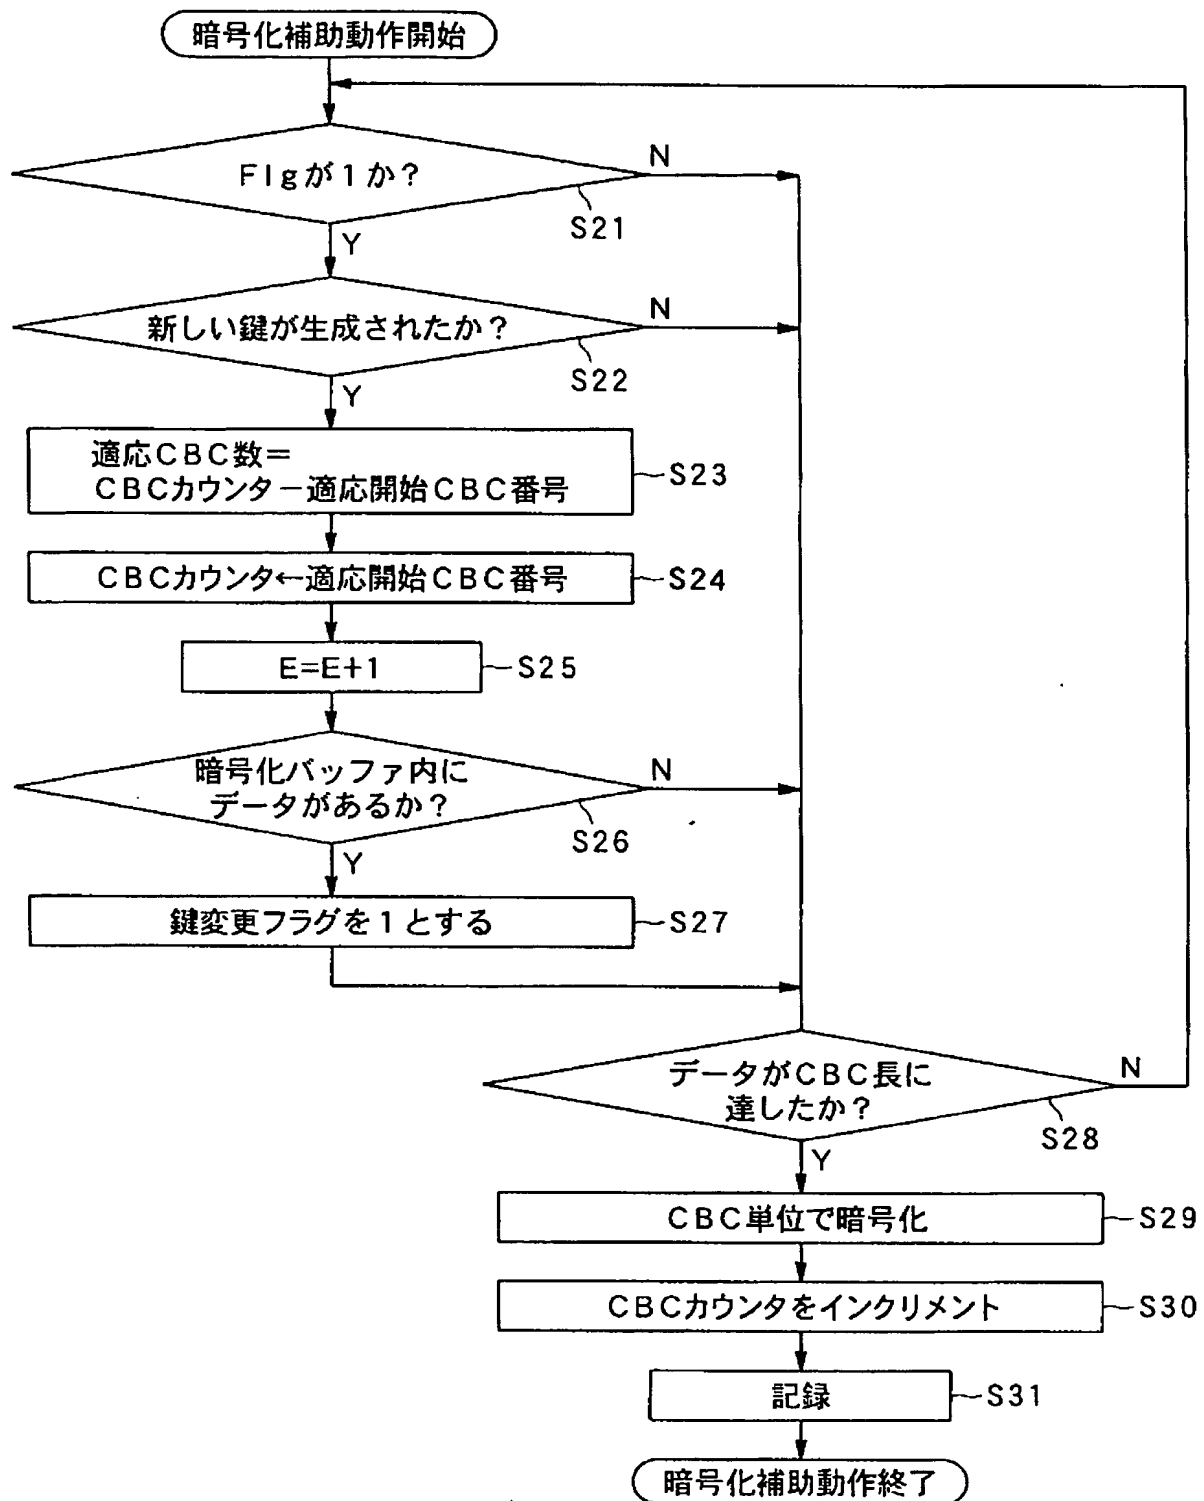 暗号化補助動作開始
Flgが1か?
N
S21
Y
新しい鍵が生成されたか?
N
S22
Y
適応CBC数=
CBCカウンタ-適応開始CBC番号
S23
CBCカウンタ←適応開始CBC番号
S24
E=E+1
S25
暗号化バッファ内に
データがあるか?
N
S26
Y
鍵変更フラグを1とする
S27
データがCBC長に
達したか?
N
S28
Y
CBC単位で暗号化
S29
CBCカウンタをインクリメント
S30
記録
S31
暗号化補助動作終了